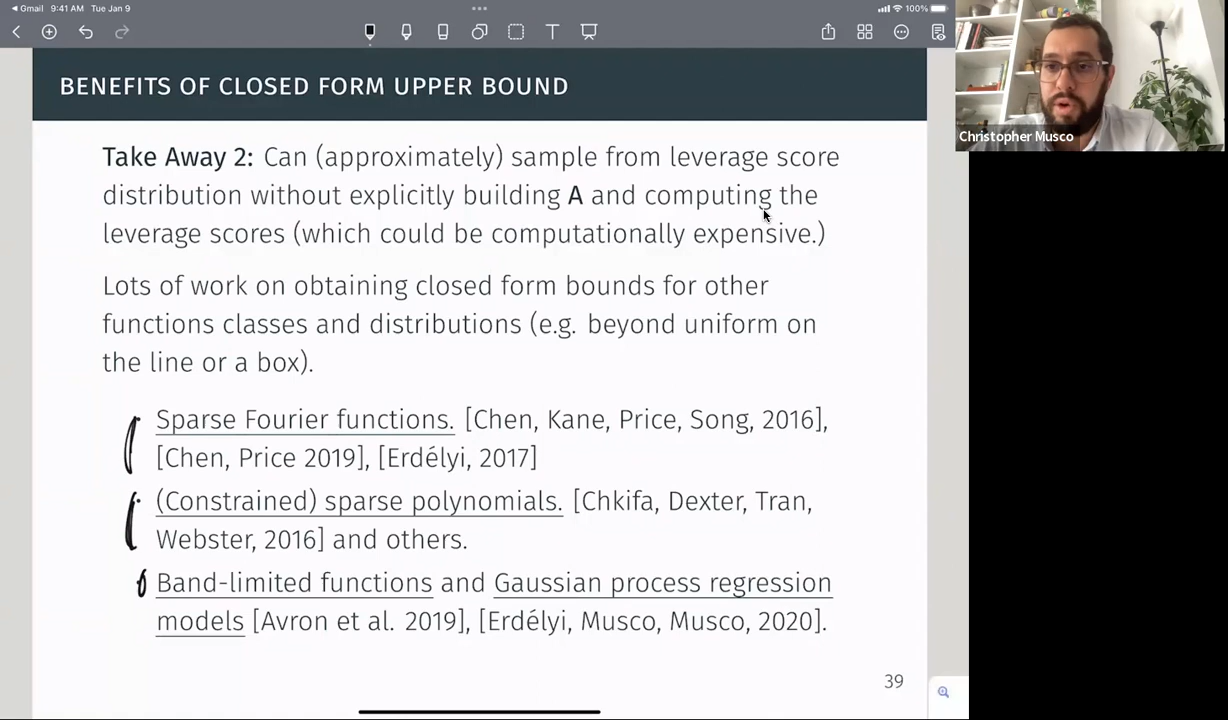 Gmail 9:41 AM Tue Jan 9
100%
BENEFITS OF CLOSED FORM UPPER BOUND
Christopher Musco
Take Away 2: Can (approximately) sample from leverage score
distribution without explicitly building A and computing the
leverage scores (which could be computationally expensive.)
Lots of work on obtaining closed form bounds for other
functions classes and distributions (e.g. beyond uniform on
the line or a box).
Sparse Fourier functions. [Chen, Kane, Price, Song, 2016],
[Chen, Price 2019], [Erdélyi, 2017]
(Constrained) sparse polynomials. [Chkifa, Dexter, Tran,
Webster, 2016] and others.
Band-limited functions and Gaussian process regression
models [Avron et al. 2019], [Erdélyi, Musco, Musco, 2020].
39